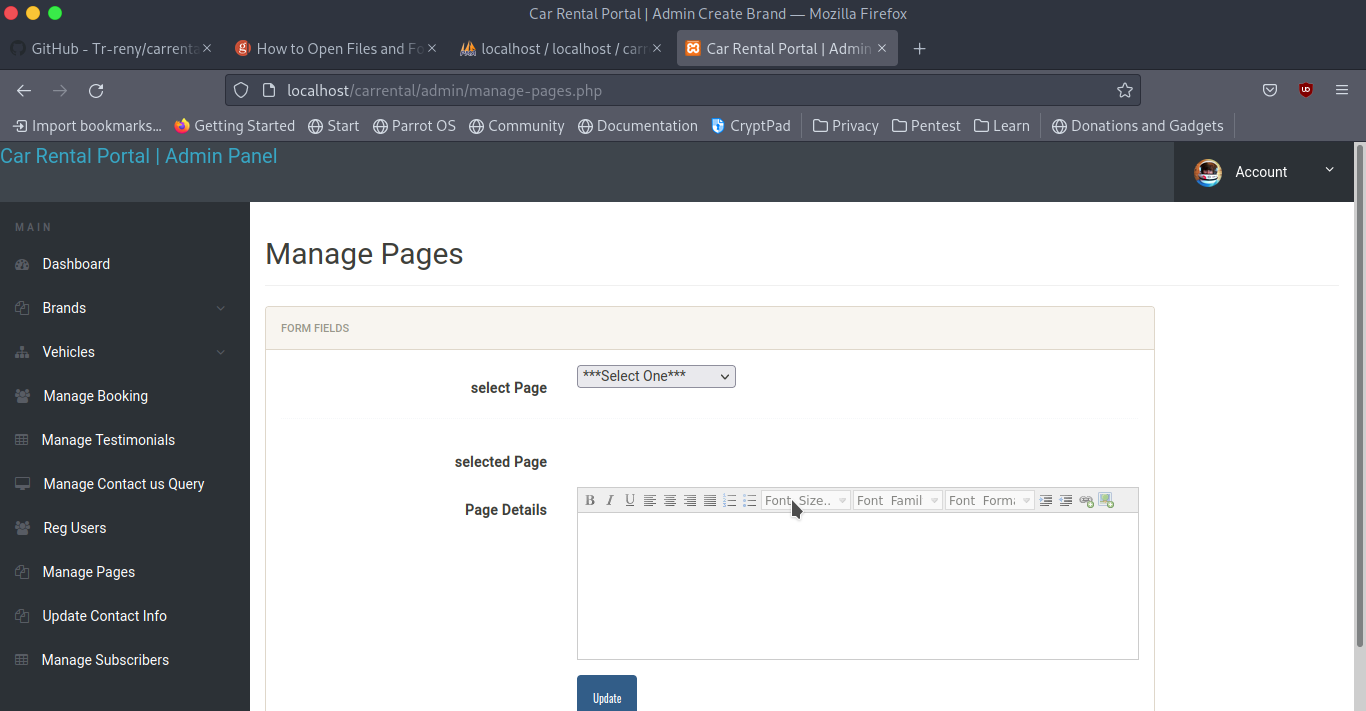 Car Rental Portal | Admin Create Brand — Mozilla Firefox
GitHub - Tr-reny/carrenta
How to Open Files and Fo
localhost / localhost / carr
Car Rental Portal | Admin
localhost/carrental/admin/manage-pages.php
Import bookmarks... Getting Started Start Parrot OS Community Documentation CryptPad Privacy Pentest Learn Donations and Gadgets
Car Rental Portal | Admin Panel
Account
MAIN
Dashboard
Brands
Vehicles
Manage Booking
Manage Testimonials
Manage Contact us Query
Reg Users
Manage Pages
Update Contact Info
Manage Subscribers
Manage Pages
FORM FIELDS
select Page
***Select One***
selected Page
Page Details
B I U Font Size.. Font Famil Font Forma
Update